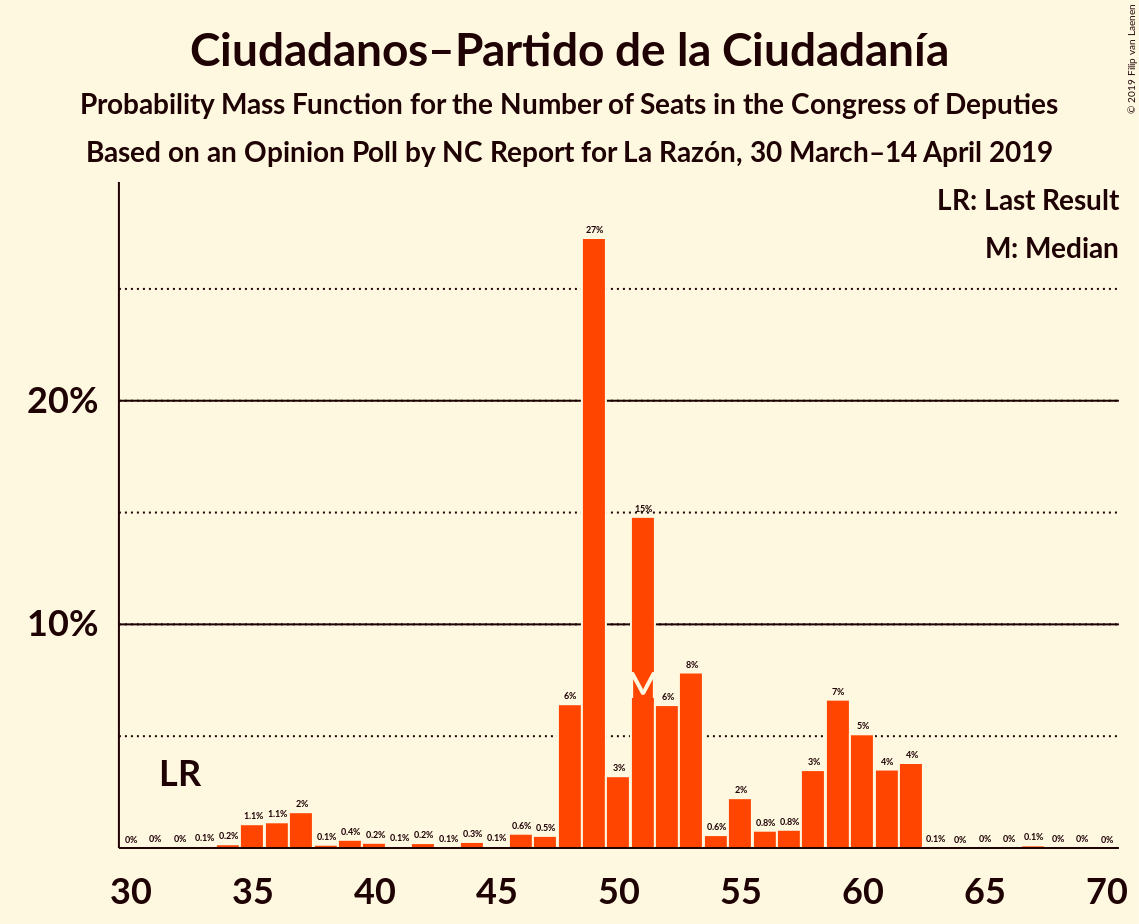 Ciudadanos–Partido de la Ciudadanía
Probability Mass Function for the Number of Seats in the Congress of Deputies
Based on an Opinion Poll by NC Report for La Razón, 30 March–14 April 2019
© 2019 Filip van Laenen
LR: Last Result
M: Median
20%
10%
LR
M
0% 0% 0% 0.1% 0.2% 1.1% 1.1% 2% 0.1% 0.4% 0.2% 0.1% 0.2% 0.1% 0.3% 0.1% 0.6% 0.5% 6% 27% 3% 15% 6% 8% 0.6% 2% 0.8% 0.8% 3% 7% 5% 4% 4% 0.1% 0% 0% 0% 0.1% 0% 0% 0%
30 35 40 45 50 55 60 65 70